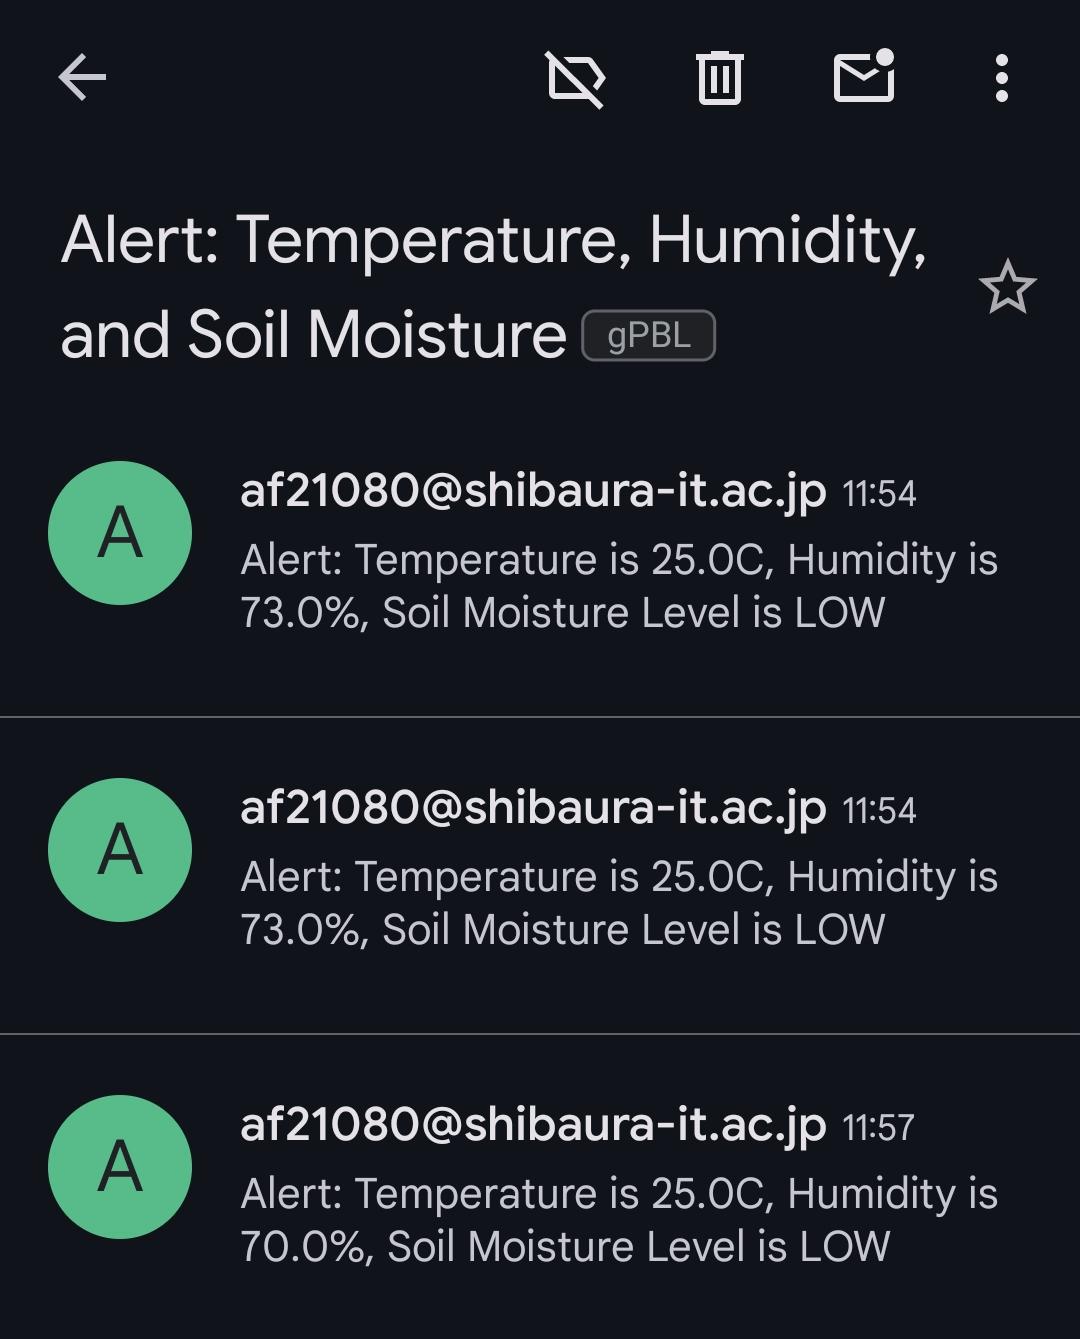 Alert: Temperature, Humidity,
and Soil Moisture gPBL
A
af21080@shibaura-it.ac.jp 11:54
Alert: Temperature is 25.0C, Humidity is
73.0%, Soil Moisture Level is LOW
A
af21080@shibaura-it.ac.jp 11:54
Alert: Temperature is 25.0C, Humidity is
73.0%, Soil Moisture Level is LOW
A
af21080@shibaura-it.ac.jp 11:57
Alert: Temperature is 25.0C, Humidity is
70.0%, Soil Moisture Level is LOW